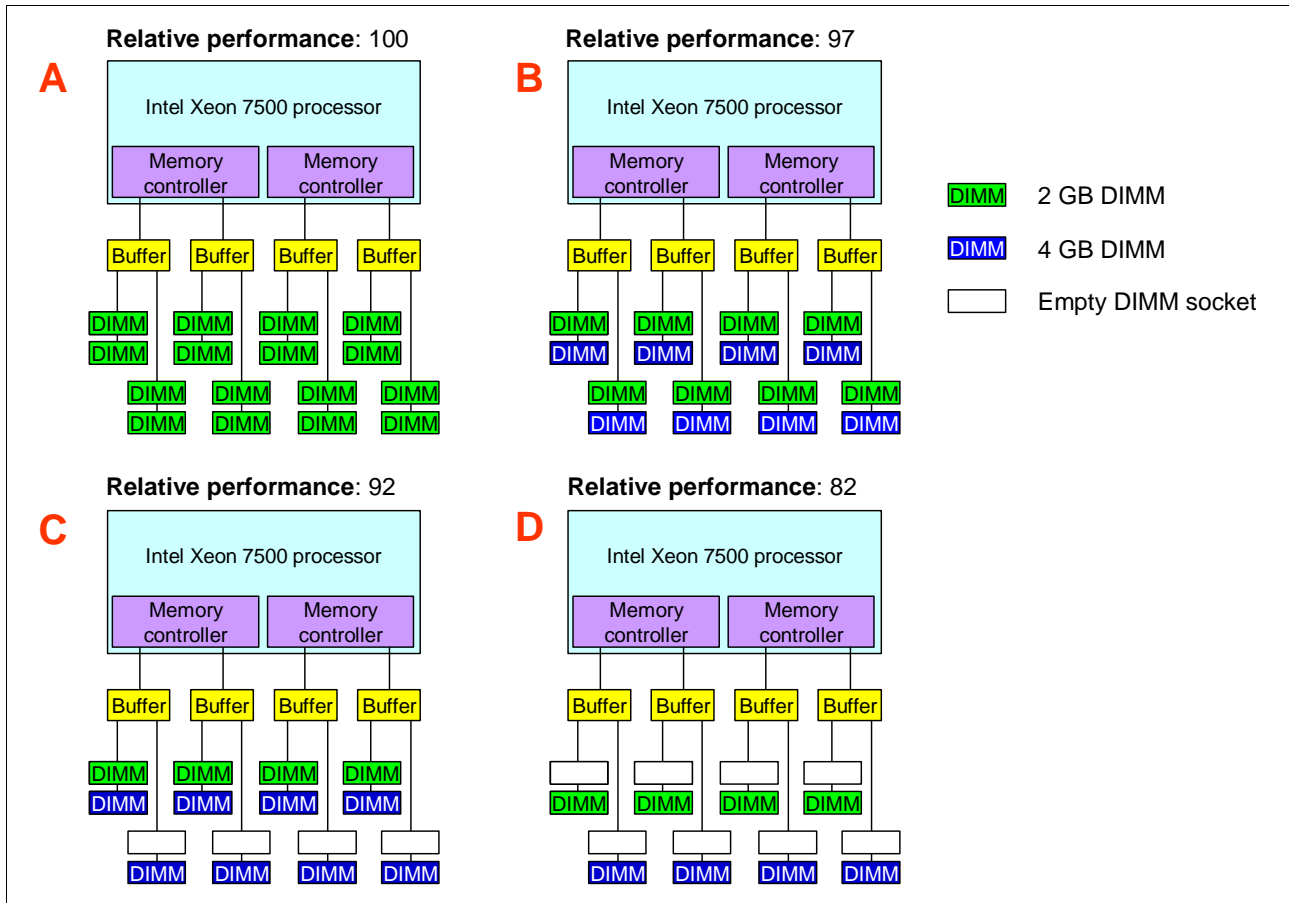 Relative performance: 100
A
Intel Xeon 7500 processor
Memory controller
Memory controller
Buffer Buffer Buffer Buffer
DIMM DIMM DIMM DIMM
DIMM DIMM DIMM DIMM
DIMM DIMM DIMM DIMM
DIMM DIMM DIMM DIMM
Relative performance: 97
B
Intel Xeon 7500 processor
Memory controller
Memory controller
Buffer Buffer Buffer Buffer
DIMM DIMM DIMM DIMM
DIMM DIMM DIMM DIMM
DIMM DIMM DIMM DIMM
DIMM DIMM DIMM DIMM
DIMM 2 GB DIMM
DIMM 4 GB DIMM
Empty DIMM socket
Relative performance: 92
C
Intel Xeon 7500 processor
Memory controller
Memory controller
Buffer Buffer Buffer Buffer
DIMM DIMM DIMM DIMM
DIMM DIMM DIMM DIMM
DIMM DIMM DIMM DIMM
Relative performance: 82
D
Intel Xeon 7500 processor
Memory controller
Memory controller
Buffer Buffer Buffer Buffer
DIMM DIMM DIMM DIMM
DIMM DIMM DIMM DIMM